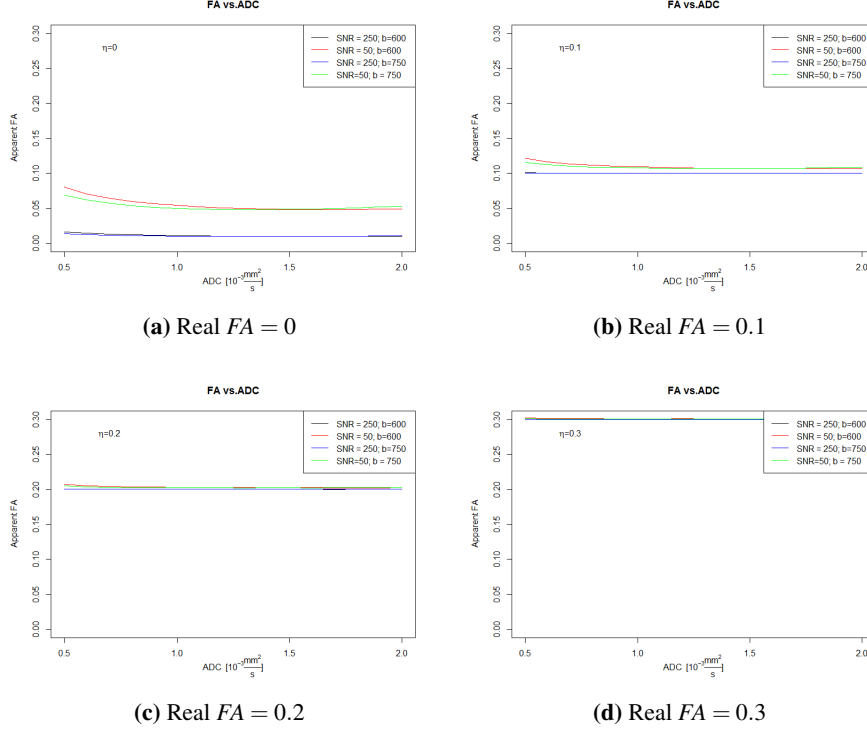 FA vs.ADC
η=0
SNR = 250; b=600
SNR = 50; b=600
SNR = 250; b=750
SNR=50; b = 750
Apparent FA
0.30
0.25
0.20
0.15
0.10
0.05
0.00
0.5 1.0 1.5 2.0
ADC [10⁻³mm²/s]
(a) Real FA = 0
FA vs.ADC
η=0.1
SNR = 250; b=600
SNR = 50; b=600
SNR = 250; b=750
SNR=50; b = 750
Apparent FA
0.30
0.25
0.20
0.15
0.10
0.05
0.00
0.5 1.0 1.5 2.0
ADC [10⁻³mm²/s]
(b) Real FA = 0.1
FA vs.ADC
η=0.2
SNR = 250; b=600
SNR = 50; b=600
SNR = 250; b=750
SNR=50; b = 750
Apparent FA
0.30
0.25
0.20
0.15
0.10
0.05
0.00
0.5 1.0 1.5 2.0
ADC [10⁻³mm²/s]
(c) Real FA = 0.2
FA vs.ADC
η=0.3
SNR = 250; b=600
SNR = 50; b=600
SNR = 250; b=750
SNR=50; b = 750
Apparent FA
0.30
0.25
0.20
0.15
0.10
0.05
0.00
0.5 1.0 1.5 2.0
ADC [10⁻³mm²/s]
(d) Real FA = 0.3